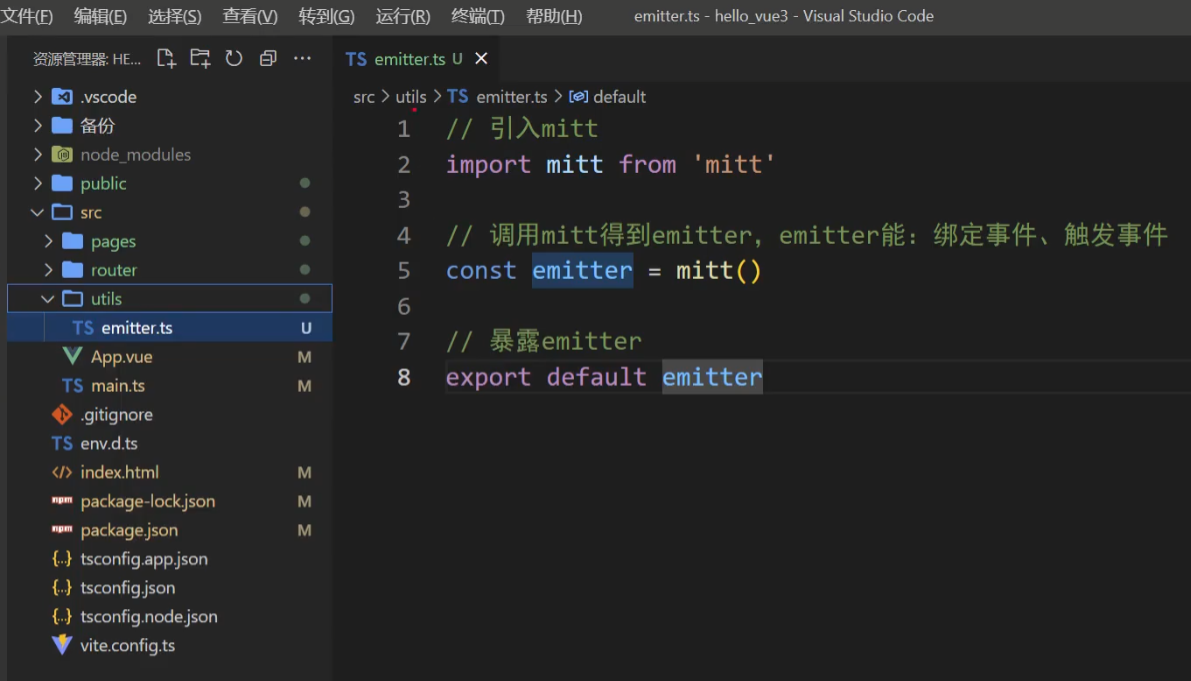 文件(F) 编辑(E) 选择(S) 查看(V) 转到(G) 运行(R) 终端(T) 帮助(H) emitter.ts - hello_vue3 - Visual Studio Code
资源管理器: HE...
.vscode
备份
node_modules
public
src
pages
router
utils
TS emitter.ts U
App.vue M
TS main.ts M
.gitignore
TS env.d.ts
index.html M
npm package-lock.json M
npm package.json M
{..} tsconfig.app.json
{..} tsconfig.json
{..} tsconfig.node.json
vite.config.ts
TS emitter.ts U
src > utils > TS emitter.ts > default
1 // 引入mitt
2 import mitt from 'mitt'
3
4 // 调用mitt得到emitter，emitter能：绑定事件、触发事件
5 const emitter = mitt()
6
7 // 暴露emitter
8 export default emitter